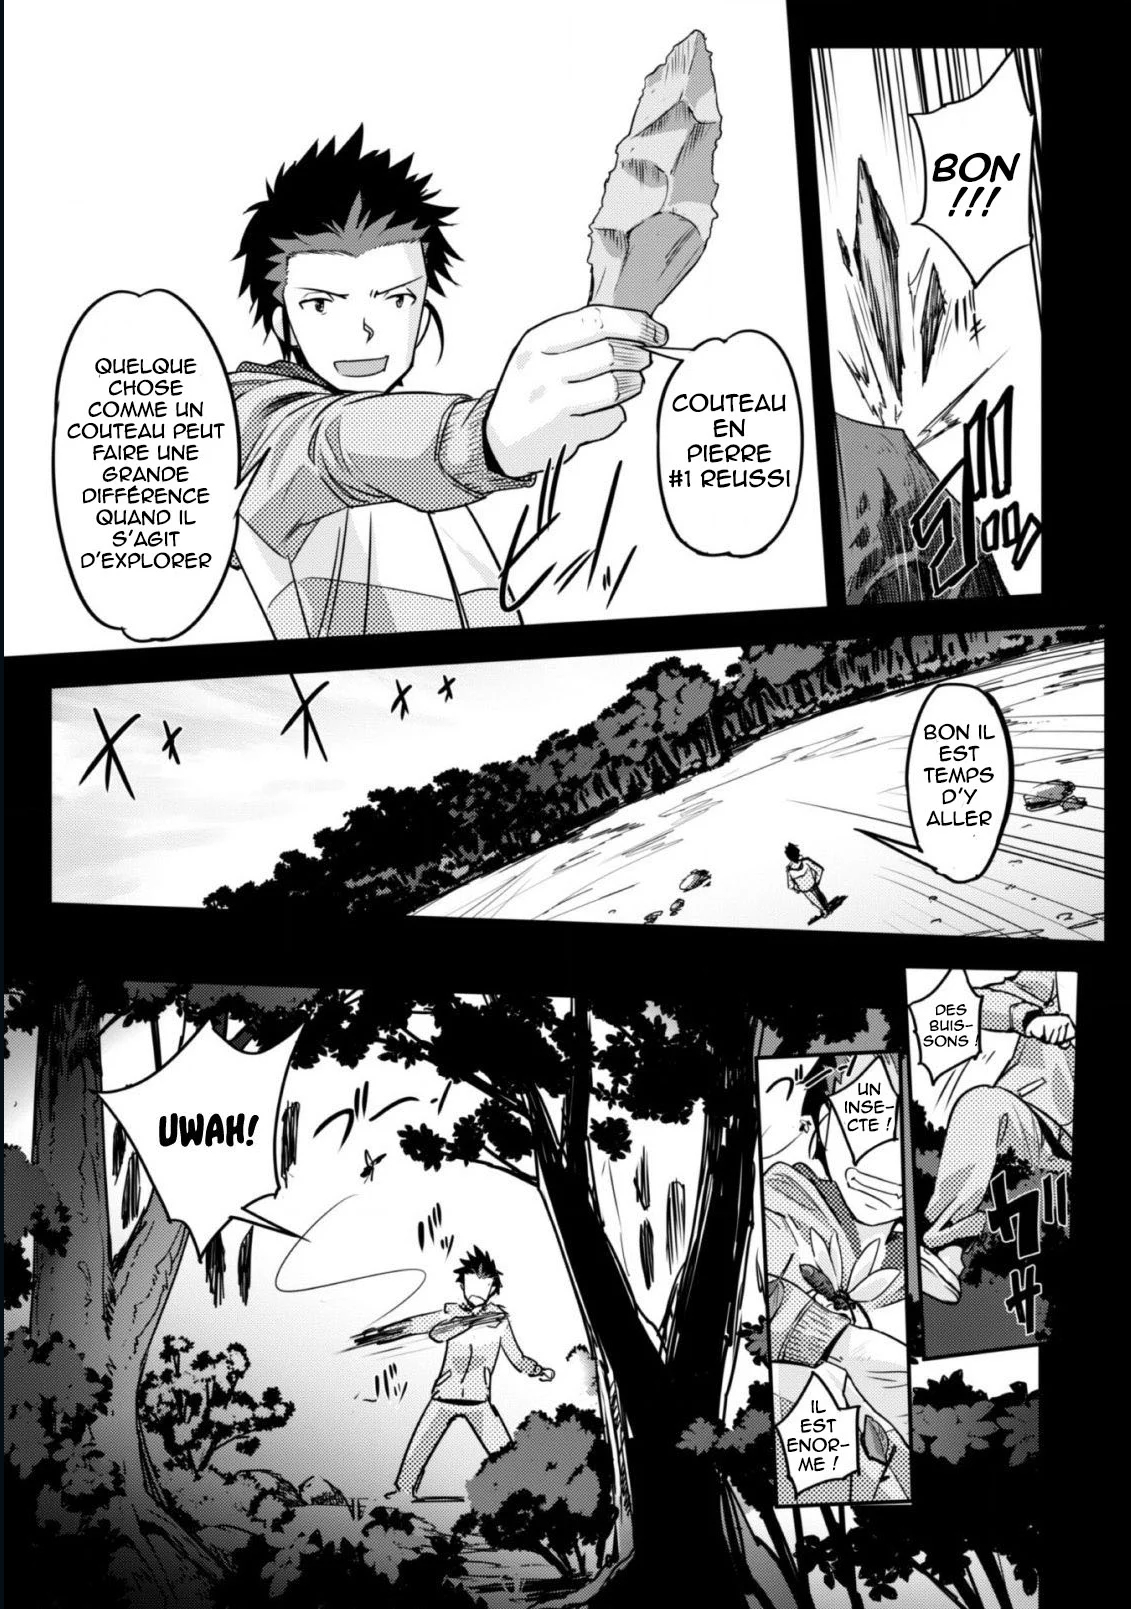 BON
!!!
COUTEAU
EN
PIERRE
#1 REUSSI
QUELQUE
CHOSE
COMME UN
COUTEAU PEUT
FAIRE UNE
GRANDE
DIFFÉRENCE
QUAND IL
S'AGIT
D'EXPLORER
BON IL
EST
TEMPS
D'Y
ALLER
DES
BUIS-
SONS !
UN
INSE-
CTE !
IL
EST
ENOR-
ME !
UWAH!